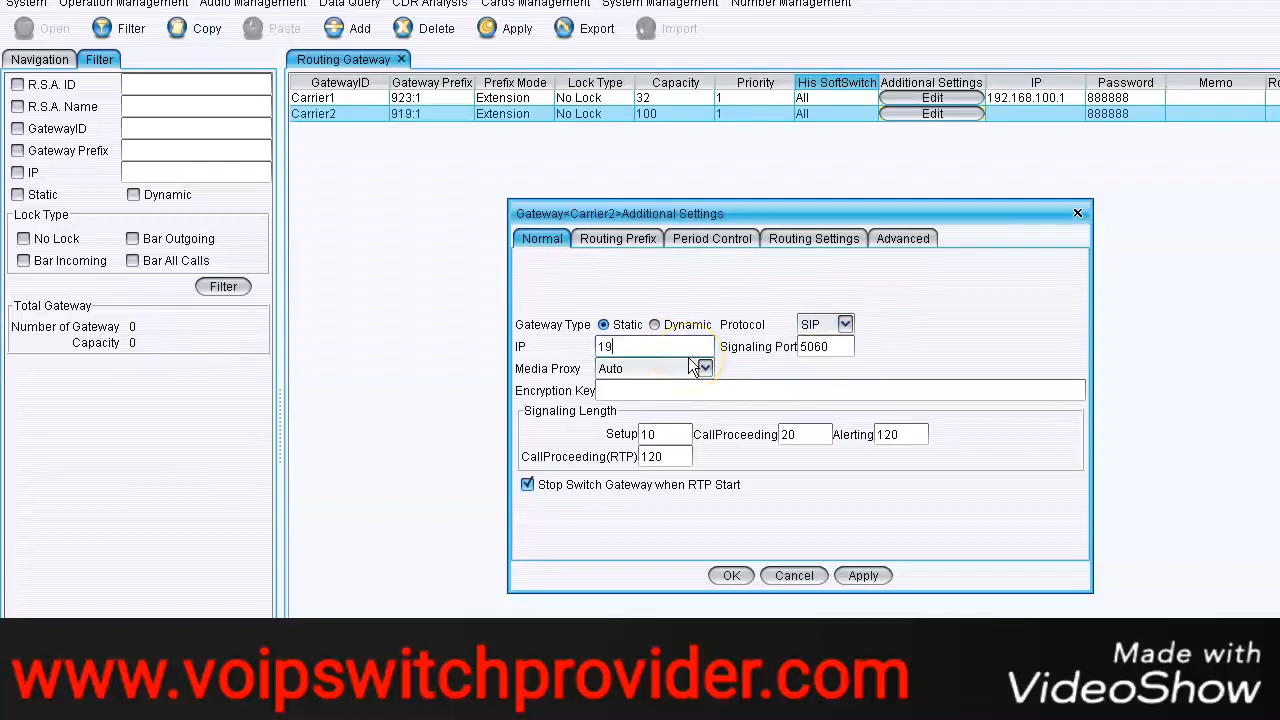 System Operation Management Audio Management Data Query CDR Analysis Cards Management System Management Number Management
Open Filter Copy Paste Add Delete Apply Export Import
Navigation Filter
Routing Gateway
GatewayID Gateway Prefix Prefix Mode Lock Type Capacity Priority His SoftSwitch Additional Settings IP Password Memo
Carrier1 923:1 Extension No Lock 32 1 All Edit 192.168.100.1 888888
Carrier2 919:1 Extension No Lock 100 1 All Edit 888888
R.S.A. ID
R.S.A. Name
GatewayID
Gateway Prefix
IP
Static Dynamic
Lock Type
No Lock Bar Outgoing
Bar Incoming Bar All Calls
Filter
Total Gateway
Number of Gateway 0
Capacity 0
Gateway<Carrier2>Additional Settings
Normal Routing Prefix Period Control Routing Settings Advanced
Gateway Type Static Dynamic Protocol SIP
IP 19 Signaling Port 5060
Media Proxy Auto
Encryption Key
Signaling Length
Setup 10 CallProceeding 20 Alerting 120
CallProceeding(RTP) 120
Stop Switch Gateway when RTP Start
OK Cancel Apply
www.voipswitchprovider.com
Made with
VideoShow